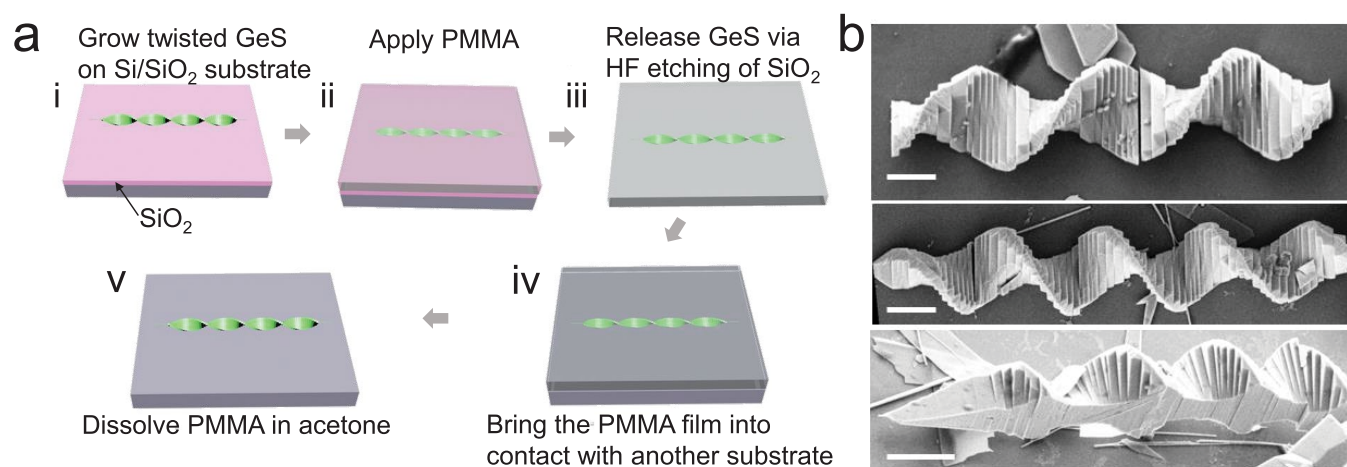 a
Grow twisted GeS
on Si/SiO₂ substrate
i
SiO₂
Apply PMMA
ii
Release GeS via
HF etching of SiO₂
iii
iv
Bring the PMMA film into
contact with another substrate
v
Dissolve PMMA in acetone
b